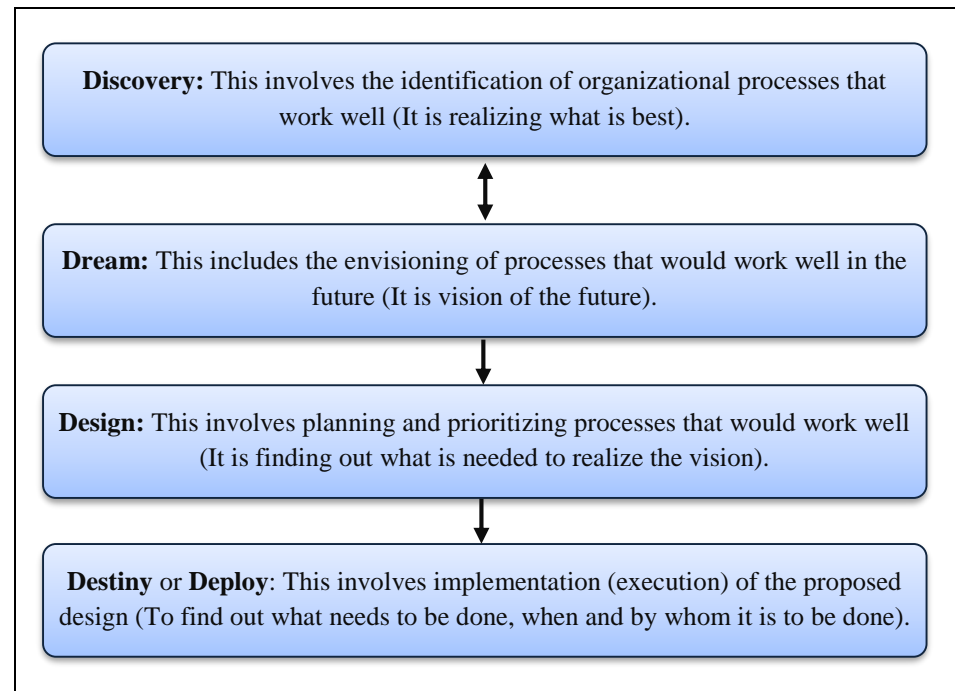 Discovery: This involves the identification of organizational processes that
work well (It is realizing what is best).
Dream: This includes the envisioning of processes that would work well in the
future (It is vision of the future).
Design: This involves planning and prioritizing processes that would work well
(It is finding out what is needed to realize the vision).
Destiny or Deploy: This involves implementation (execution) of the proposed
design (To find out what needs to be done, when and by whom it is to be done).